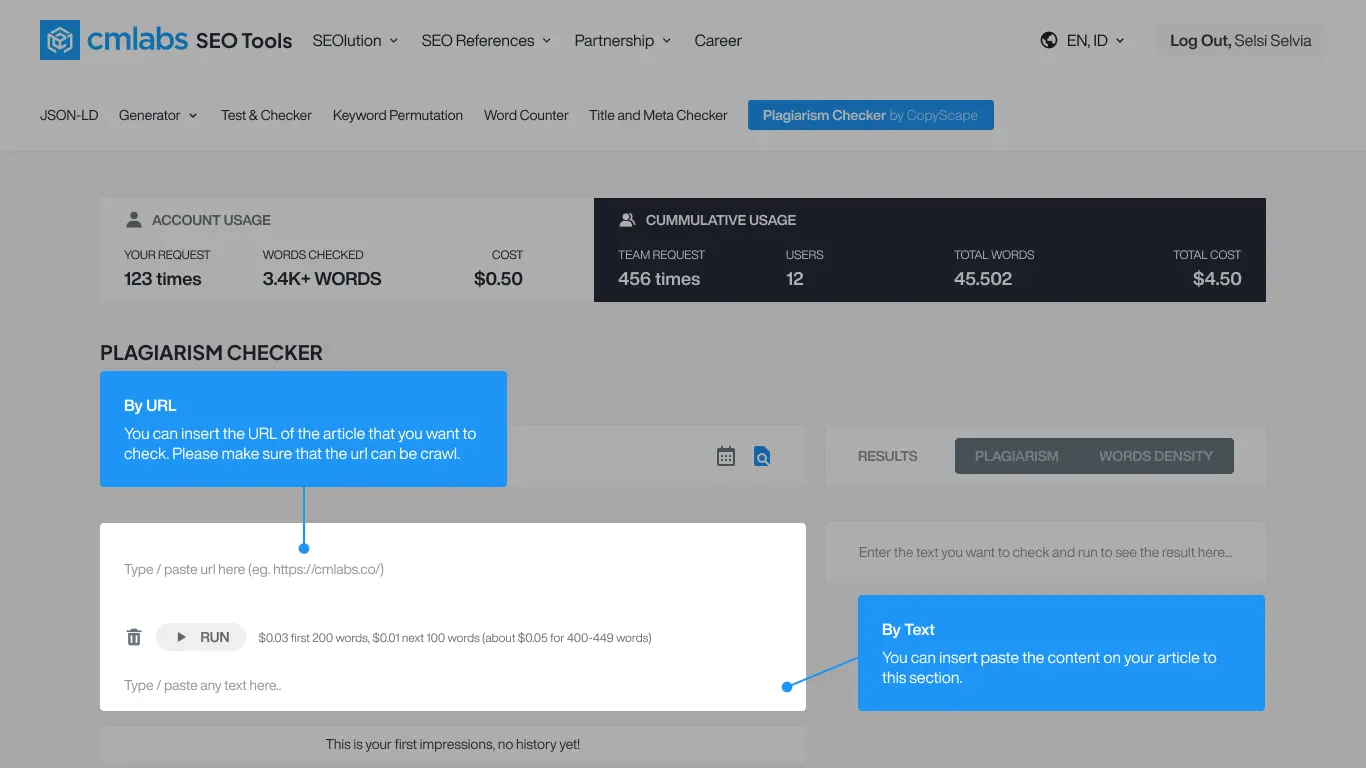 cmlabs SEO Tools SEOlution SEO References Partnership Career EN, ID Log Out, Selsi Selvia
JSON-LD Generator Test & Checker Keyword Permutation Word Counter Title and Meta Checker Plagiarism Checker by CopyScape
ACCOUNT USAGE
YOUR REQUEST WORDS CHECKED COST
123 times 3.4K+ WORDS $0.50
CUMMULATIVE USAGE
TEAM REQUEST USERS TOTAL WORDS TOTAL COST
456 times 12 45.502 $4.50
PLAGIARISM CHECKER
By URL
You can insert the URL of the article that you want to
check. Please make sure that the url can be crawl.
RESULTS PLAGIARISM WORDS DENSITY
Type / paste url here (eg. https://cmlabs.co/)
RUN $0.03 first 200 words, $0.01 next 100 words (about $0.05 for 400-449 words)
Type / paste any text here..
Enter the text you want to check and run to see the result here...
By Text
You can insert paste the content on your article to
this section.
This is your first impressions, no history yet!